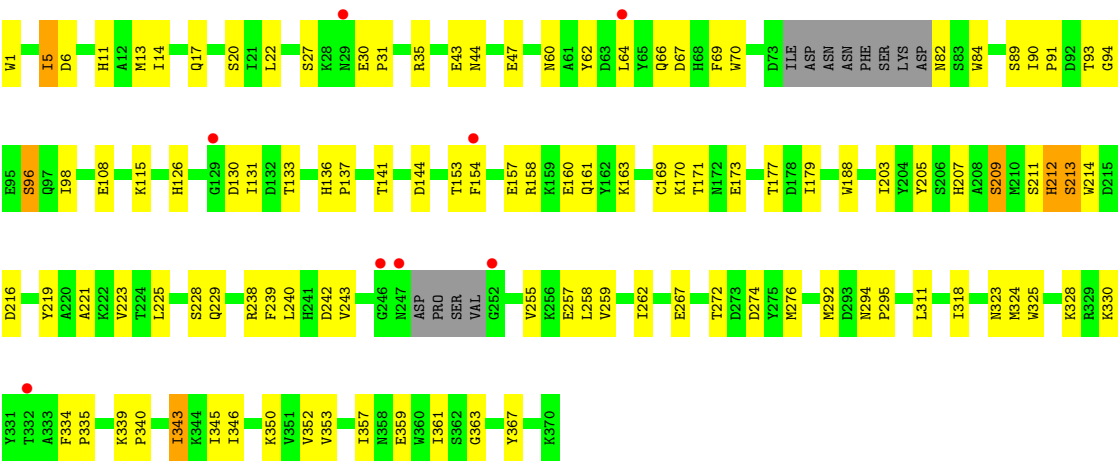 W1 I5 D6 H11 A12 M13 I14 Q17 S20 I21 L22 S27 K28 N29 E30 P31 R35 E43 N44 E47 N60 A61 Y62 D63 L64 Y65 Q66 D67 H68 F69 W70 D73 ILE ASP ASN ASN PHE SER LYS ASP N82 S83 W84 S89 I90 P91 D92 T93 G94
E95 S96 Q97 I98 E108 K115 H126 G129 D130 I131 D132 T133 H136 P137 T141 D144 T153 F154 E157 R158 K159 E160 Q161 Y162 K163 C169 K170 T171 N172 E173 T177 D178 I179 W188 I203 Y204 Y205 S206 H207 A208 S209 M210 S211 H212 S213 W214 D215
D216 Y219 A220 A221 K222 V223 T224 L225 S228 Q229 R238 F239 L240 H241 D242 V243 G246 N247 ASP PRO SER VAL G252 V255 K256 E257 L258 V259 I262 E267 T272 D273 D274 Y275 M276 M292 D293 N294 P295 L311 I318 N323 M324 W325 K328 R329 K330
Y331 T332 A333 F334 P335 K339 P340 I343 K344 I345 I346 K350 V351 V352 V353 I357 N358 E359 W360 I361 S362 G363 Y367 K370